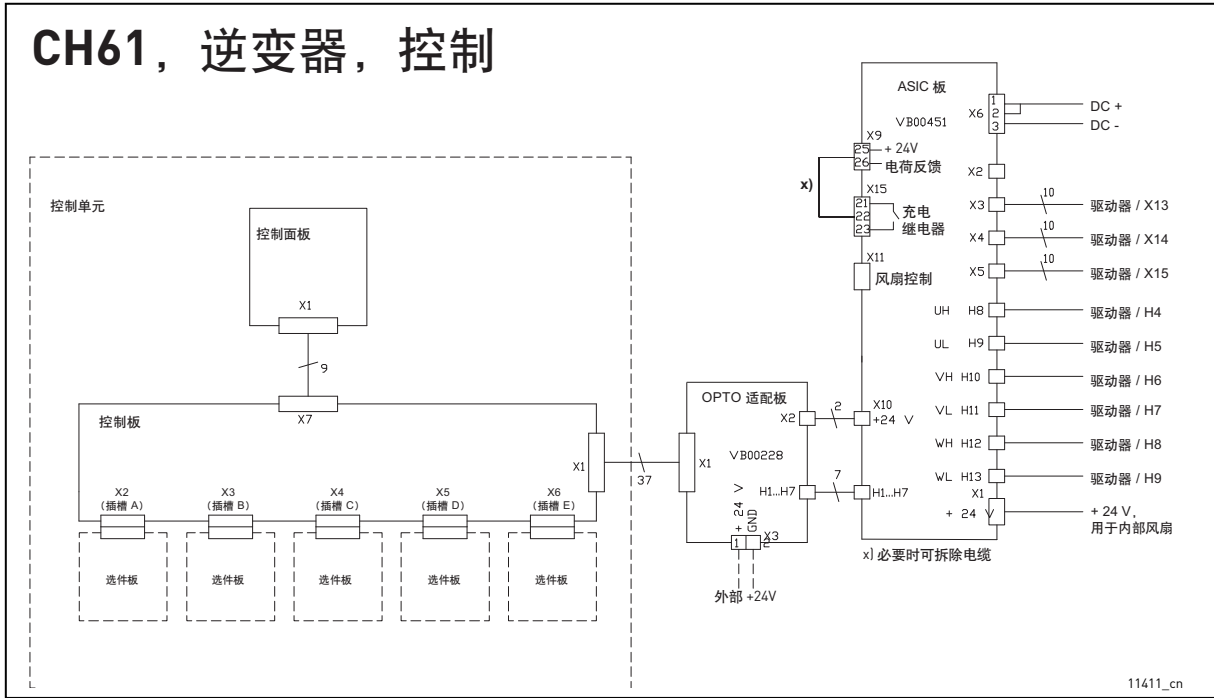 CH61，逆变器，控制
控制单元
控制面板
X1
9
X7
控制板
X1
37
X2
(插槽 A)
X3
(插槽 B)
X4
(插槽 C)
X5
(插槽 D)
X6
(插槽 E)
选件板
选件板
选件板
选件板
选件板
OPTO 适配板
X1
X2
VB00228
H1...H7
+ 24 V
GND
1
2
X3
外部 +24V
2
7
ASIC 板
VB00451
X9
25
+ 24V
26
电荷反馈
x)
X15
21
22
23
充电
继电器
X11
风扇控制
X10
+24 V
H1...H7
X6
1
2
3
DC +
DC -
X2
X3
10
驱动器 / X13
X4
10
驱动器 / X14
X5
10
驱动器 / X15
UH H8
驱动器 / H4
UL H9
驱动器 / H5
VH H10
驱动器 / H6
VL H11
驱动器 / H7
WH H12
驱动器 / H8
WL H13
驱动器 / H9
X1
+ 24 V
+ 24 V，
用于内部风扇
x) 必要时可拆除电缆
11411_cn